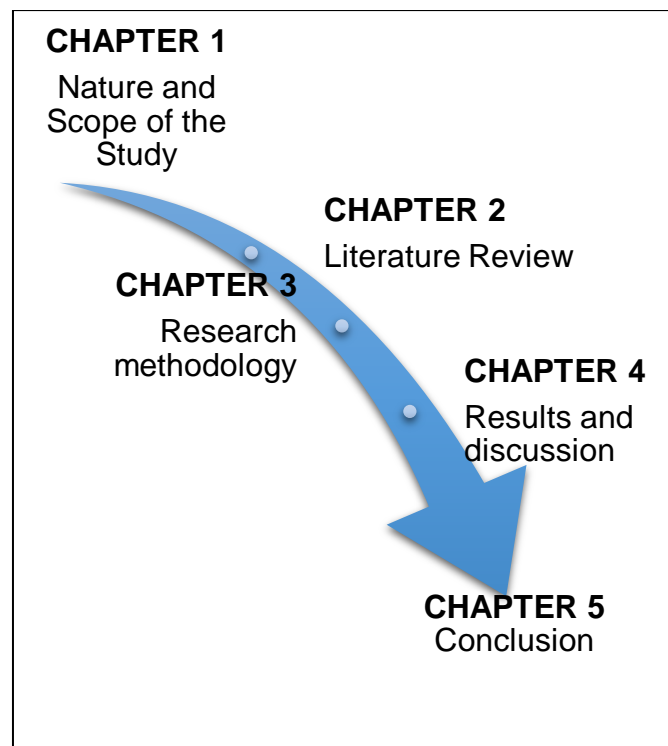 CHAPTER 1
Nature and
Scope of the
Study
CHAPTER 2
Literature Review
CHAPTER 3
Research
methodology
CHAPTER 4
Results and
discussion
CHAPTER 5
Conclusion